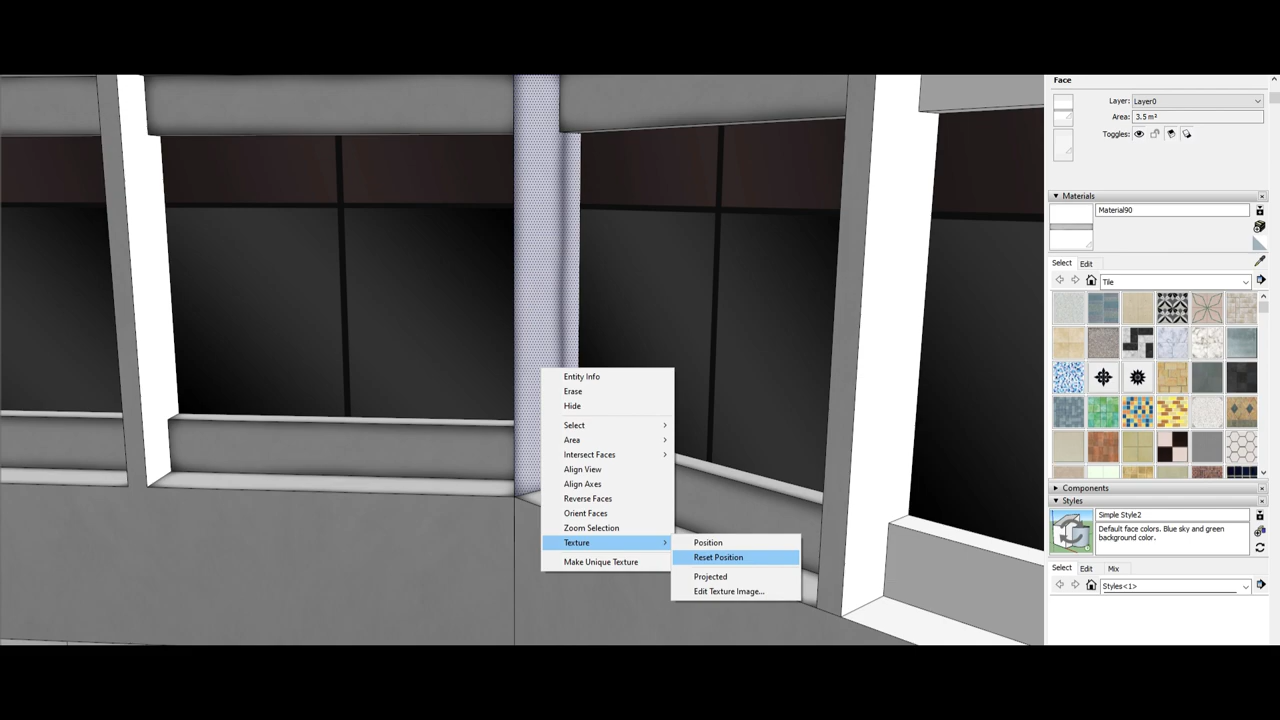 Face
Layer: Layer0
Area: 3.5 m²
Toggles:
Materials
Material90
Select Edit
Tile
Entity Info
Erase
Hide
Select
Area
Intersect Faces
Align View
Align Axes
Reverse Faces
Orient Faces
Zoom Selection
Texture
Make Unique Texture
Position
Reset Position
Projected
Edit Texture Image...
Components
Styles
Simple Style2
Default face colors. Blue sky and green
background color.
Select Edit Mix
Styles<1>